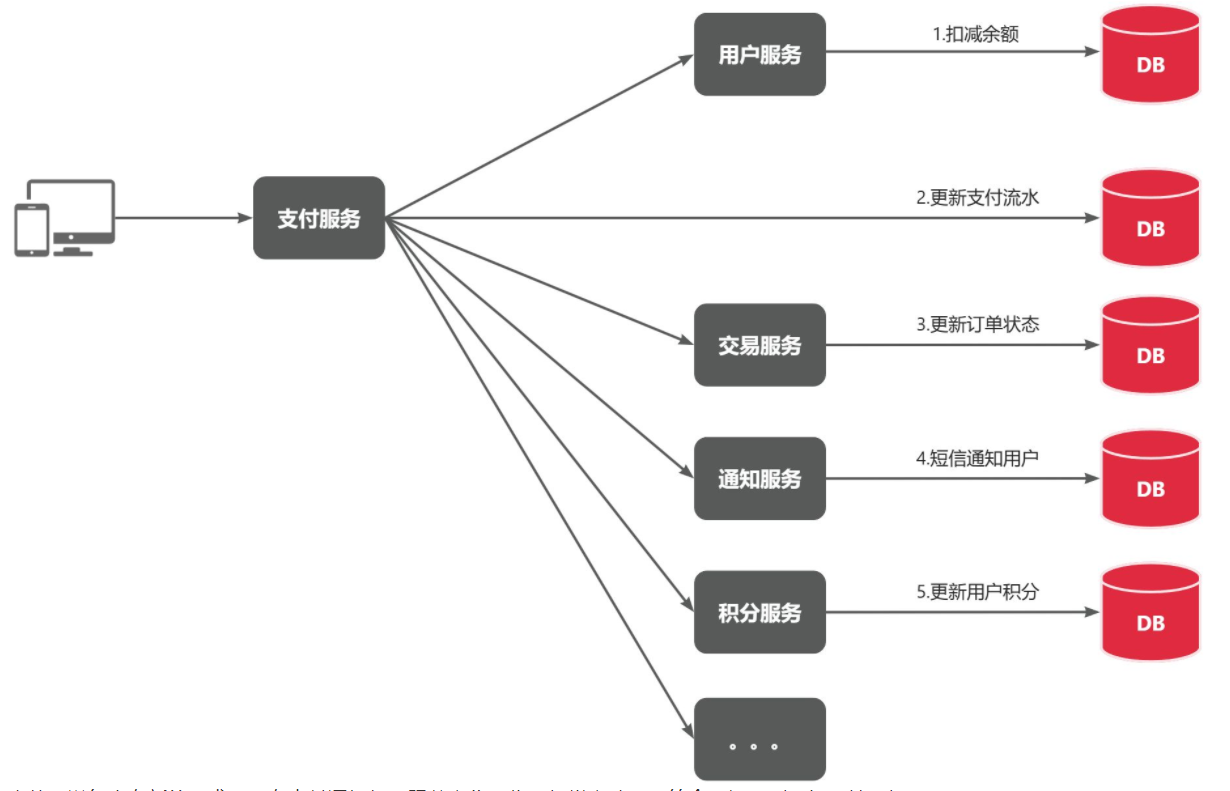 1.扣减余额
用户服务
DB
2.更新支付流水
支付服务
DB
3.更新订单状态
交易服务
DB
4.短信通知用户
通知服务
DB
5.更新用户积分
积分服务
DB
。。。